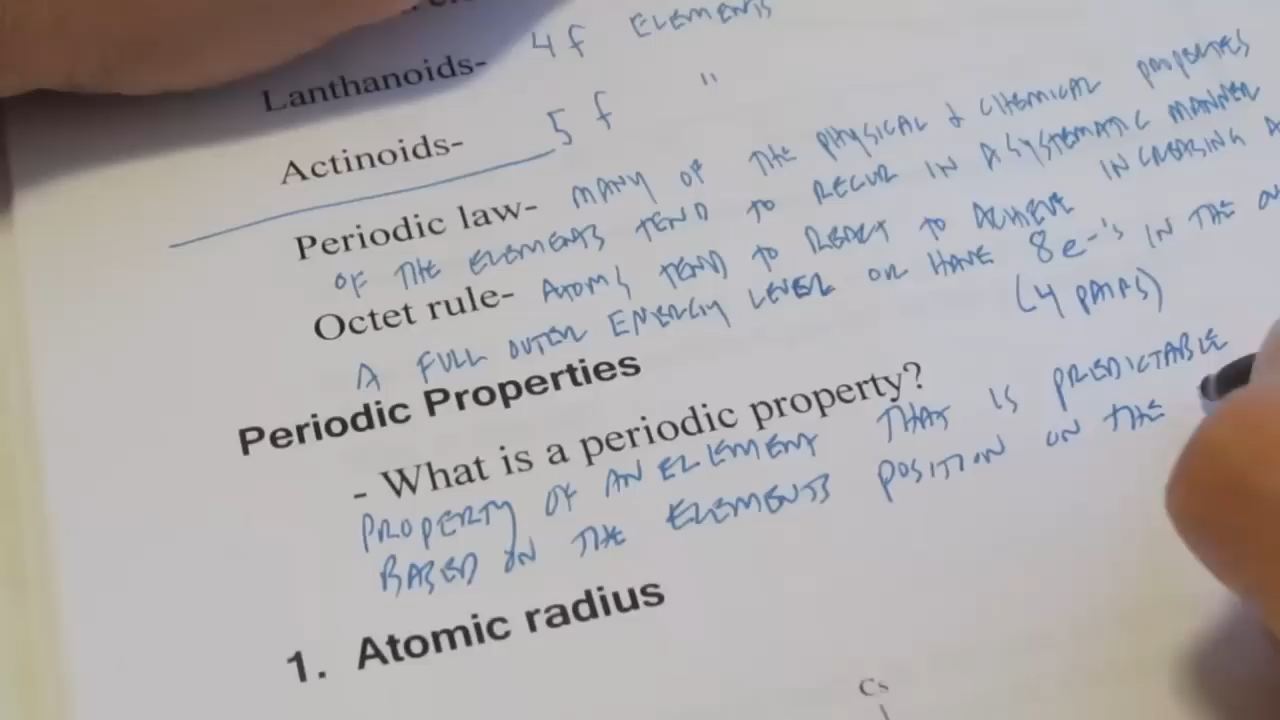 Lanthanoids- 4f ELEMENTS
Actinoids- 5f "
Periodic law- MANY OF THE PHYSICAL & CHEMICAL PROPERTIES
OF THE ELEMENTS TEND TO RECUR IN A SYSTEMATIC MANNER
INCREASING
Octet rule- ATOMS TEND TO REACT TO ACHIEVE
A FULL OUTER ENERGY LEVEL OR HAVE 8e-'s IN THE
(4 PAIRS)
Periodic Properties
- What is a periodic property?
PROPERTY OF AN ELEMENT THAT IS PREDICTABLE
BASED ON THE ELEMENTS POSITION ON THE
1. Atomic radius
Cs